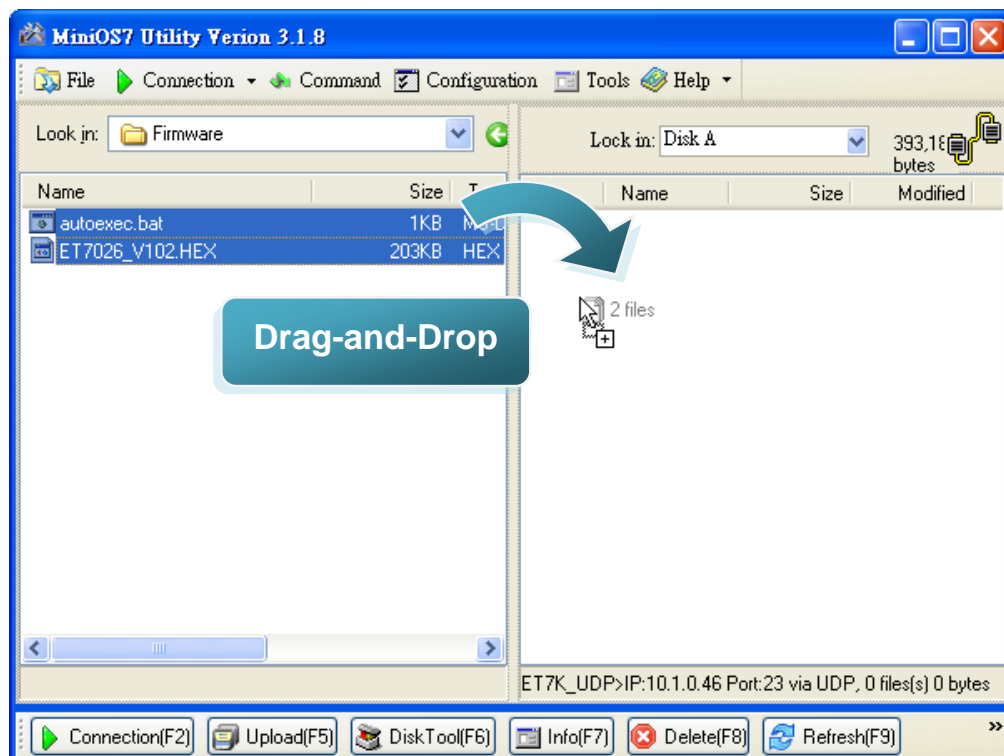 MiniOS7 Utility Verion 3.1.8
File Connection Command Configuration Tools Help
Look in: Firmware
Lock in: Disk A
393,18
bytes
Name Size
Name Size Modified
autoexec.bat 1KB
ET7026_V102.HEX 203KB HEX
2 files
Drag-and-Drop
ET7K_UDP>IP:10.1.0.46 Port:23 via UDP, 0 files(s) 0 bytes
Connection(F2) Upload(F5) DiskTool(F6) Info(F7) Delete(F8) Refresh(F9) »